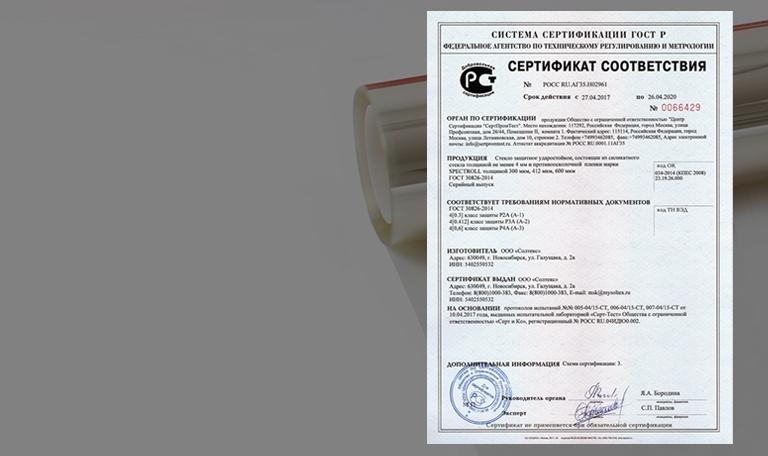 СИСТЕМА СЕРТИФИКАЦИИ ГОСТ Р
ФЕДЕРАЛЬНОЕ АГЕНТСТВО ПО ТЕХНИЧЕСКОМУ РЕГУЛИРОВАНИЮ И МЕТРОЛОГИИ
Добровольная
сертификация
СЕРТИФИКАТ СООТВЕТСТВИЯ
№ РОСС RU.АГ35.Н02961
Срок действия с 27.04.2017 по 26.04.2020
№ 0066429
ОРГАН ПО СЕРТИФИКАЦИИ продукции Общество с ограниченной ответственностью "Центр
Сертификации "СертПромТест". Место нахождения: 117292, Российская Федерация, город Москва, улица
Профсоюзная, дом 26/44, Помещение II, комната 1. Фактический адрес: 115114, Российская Федерация, город
Москва, улица Летниковская, дом 10, строение 2. Телефон:+74993462085, факс:+74993462085, Адрес электронной
почты: Аттестат аккредитации № РОСС RU.0001.11АГ35
ПРОДУКЦИЯ Стекло защитное ударостойкое, состоящее из силикатного
стекла толщиной не менее 4 мм и противоосколочной пленки марки
SPECTROLL толщиной 300 мкм, 412 мкм, 600 мкм
ГОСТ 30826-2014
Серийный выпуск
код ОК
034-2014 (КПЕС 2008)
23.19.26.000
СООТВЕТСТВУЕТ ТРЕБОВАНИЯМ НОРМАТИВНЫХ ДОКУМЕНТОВ
ГОСТ 30826-2014
4[0.3] класс защиты Р2А (А-1)
4[0.412] класс защиты Р3А (А-2)
4[0,6] класс защиты Р4А (А-3)
код ТН ВЭД
ИЗГОТОВИТЕЛЬ ООО «Солтекс»
Адрес: 630049, г. Новосибирск, ул. Галущака, д. 2а
ИНН: 5402550532
СЕРТИФИКАТ ВЫДАН ООО «Солтекс»
Адрес: 630049, г. Новосибирск, ул. Галущака, д. 2а
Телефон: 8(800)1000-383, Факс: 8(800)1000-383, E-mail: msk@mysoltex.ru
ИНН: 5402550532
НА ОСНОВАНИИ протоколов испытаний №№ 005-04/15-СТ, 006-04/15-СТ, 007-04/15-СТ от
10.04.2017 года, выданных испытательной лабораторией «Серт-Тест» Общества с ограниченной
ответственностью «Серт и Ко», регистрационный № РОСС RU.04ИДЮ0.002.
ДОПОЛНИТЕЛЬНАЯ ИНФОРМАЦИЯ Схема сертификации: 3.
Руководитель органа Я.А. Бородина
Эксперт С.П. Павлов
Сертификат не применяется при обязательной сертификации